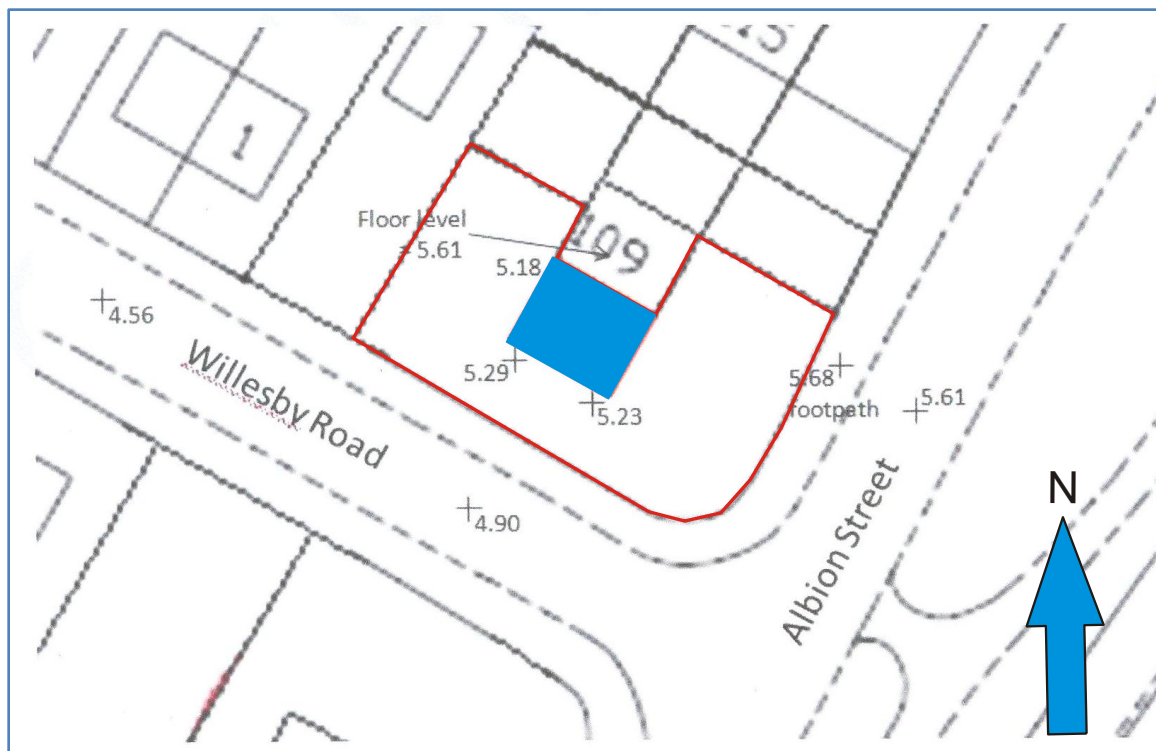 1
Floor level
= 5.61
109
5.18
4.56
Willesby Road
5.29
5.23
5.68
footpath
5.61
4.90
Albion Street
N